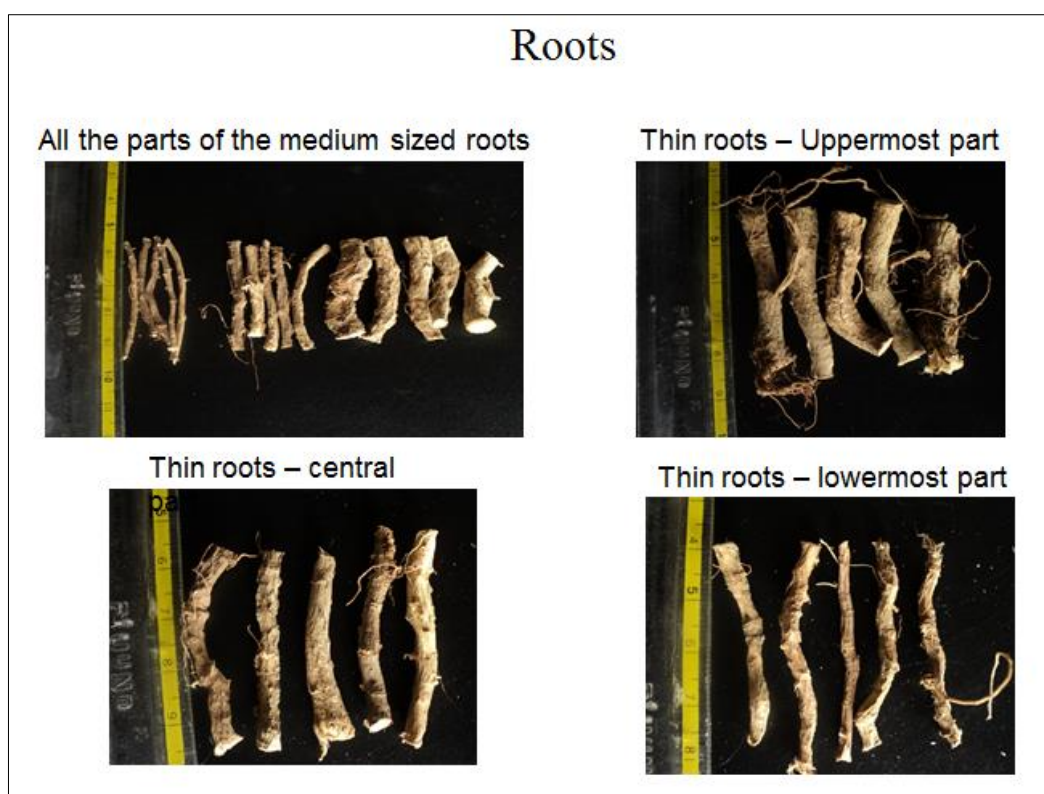 Roots
All the parts of the medium sized roots
Thin roots – Uppermost part
Thin roots – central
pa
Thin roots – lowermost part